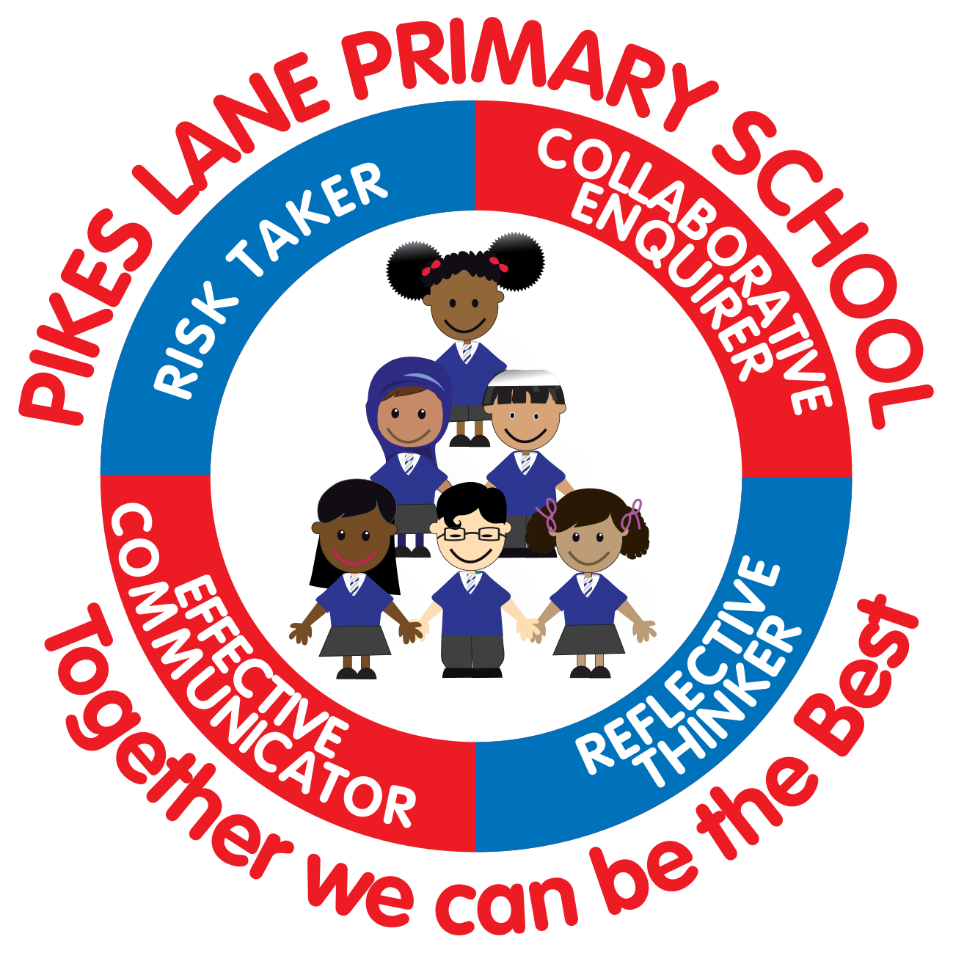 PIKES LANE PRIMARY SCHOOL
RISK TAKER
COLLABORATIVE
ENQUIRER
EFFECTIVE
COMMUNICATOR
REFLECTIVE
THINKER
Together we can be the Best